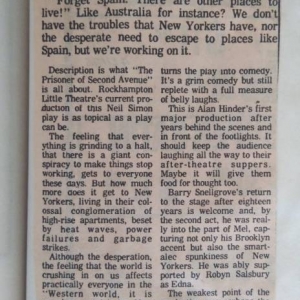 "Forget Spain. There are other places to
live!" Like Australia for instance? We don't
have the troubles that New Yorkers have, nor
the desperate need to escape to places like
Spain, but we're working on it.
Description is what "The
Prisoner of Second Avenue"
is all about. Rockhampton
Little Theatre's current pro-
duction of this Neil Simon
play is as topical as a play
can be.
The feeling that ever-
ything is grinding to a halt,
that there is a giant con-
spiracy to make things stop
working, gets to everyone
these days. But how much
more does it get to New
Yorkers, living in their col-
ossal conglomeration of
high-rise apartments, beset
by heat waves, power
failures and garbage
strikes.
Although the desperation,
the feeling that the world is
crushing in on us affects
practically everyone in the
"Western world, it is
turns the play into comedy.
It's a grim comedy but still
replete with a full measure
of belly laughs.
This is Alan Hinder's first
major production after
years behind the scenes and
in front of the footlights. It
should keep the audience
laughing all the way to their
after-theatre suppers.
Maybe it will give them
food for thought too.
Barry Snelligrove's return
to the stage after eighteen
years is welcome and, by
the second act, he was real-
ly into the part of Mel, cap-
turing not only his Brooklyn
accent but also the smart-
alec spunkiness of New
Yorkers. He was ably sup-
ported by Robyn Saisbury
as Edna.
The weakest point of the